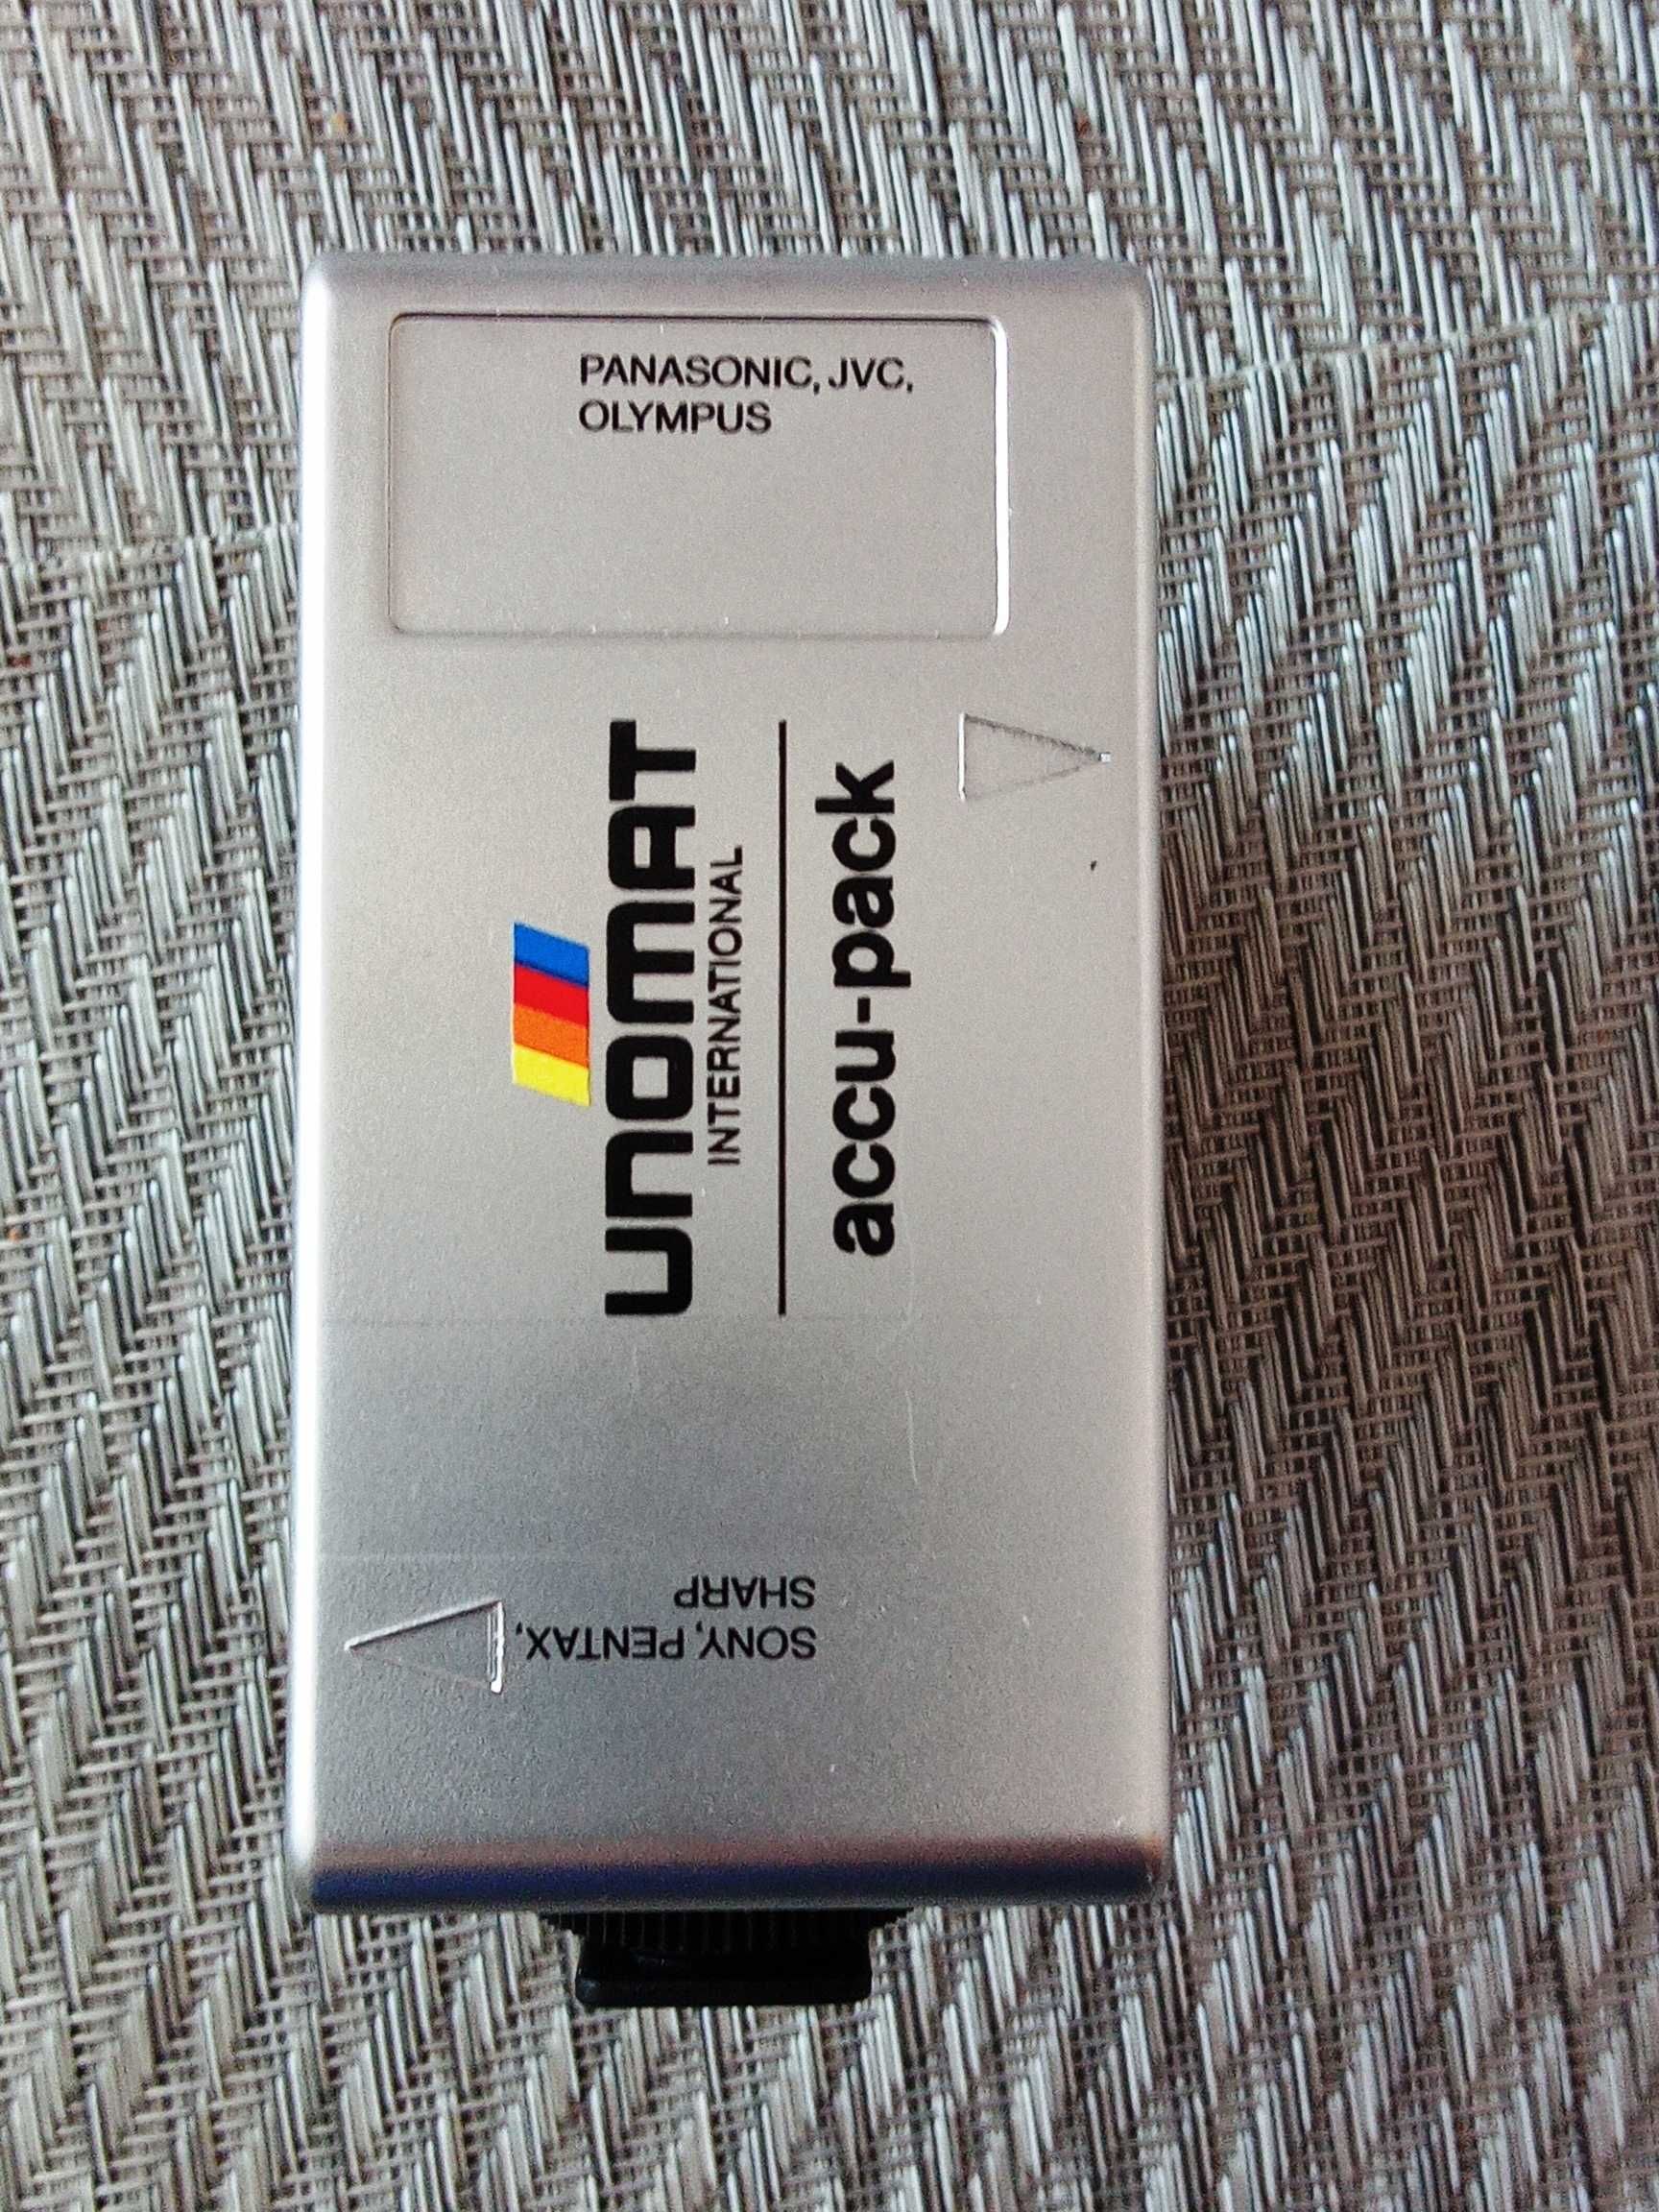 PANASONIC, JVC,
OLYMPUS
UNOMAT
INTERNATIONAL
accu-pack
SONY, PENTAX,
SHARP